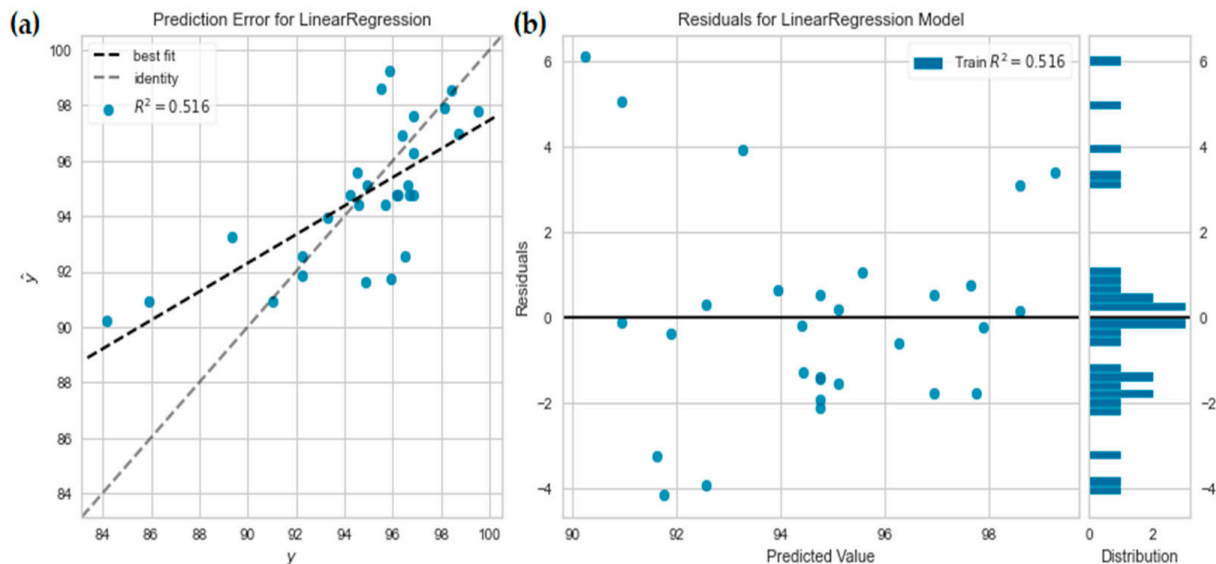 (a)
Prediction Error for LinearRegression
100
98
96
94
92
90
88
86
84
ŷ
best fit
identity
R² = 0.516
84 86 88 90 92 94 96 98 100
y
(b)
Residuals for LinearRegression Model
6
4
2
0
−2
−4
Residuals
Train R² = 0.516
90 92 94 96 98
Predicted Value
6
4
2
0
−2
−4
0 2
Distribution